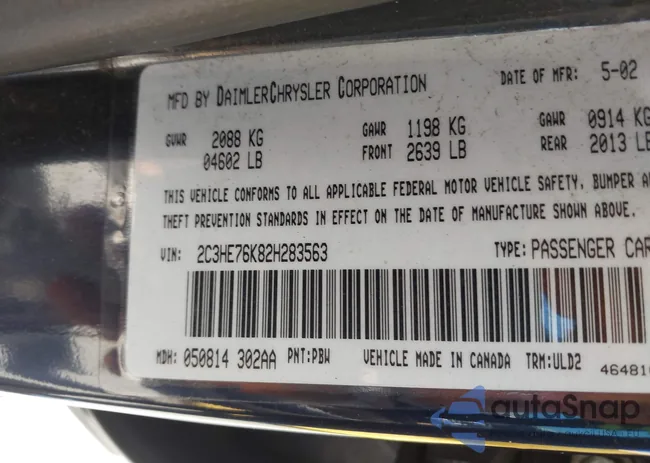 MFD BY DAIMLERCHRYSLER CORPORATION DATE OF MFR: 5-02
GVWR 2088 KG GAWR 1198 KG GAWR 0914 KG
04602 LB FRONT 2639 LB REAR 2013 LB
THIS VEHICLE CONFORMS TO ALL APPLICABLE FEDERAL MOTOR VEHICLE SAFETY, BUMPER
THEFT PREVENTION STANDARDS IN EFFECT ON THE DATE OF MANUFACTURE SHOWN ABOVE.
VIN: 2C3HE76K82H283563 TYPE: PASSENGER CAR
MDH: 050814 302AA PNT:PBW VEHICLE MADE IN CANADA TRM:ULD2
464810
autoSnap